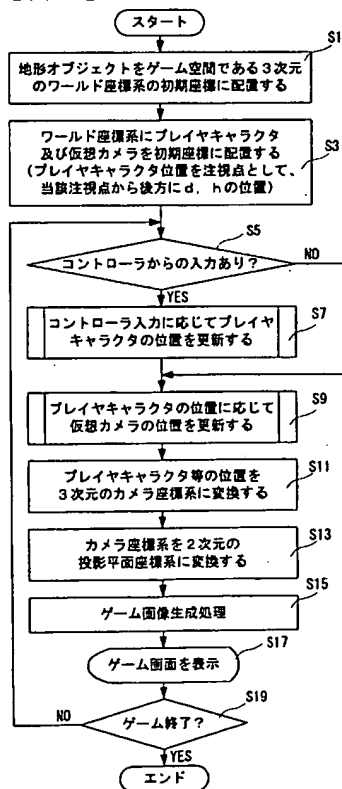 スタート
S1
地形オブジェクトをゲーム空間である3次元
のワールド座標系の初期座標に配置する
S3
ワールド座標系にプレイヤキャラクタ
及び仮想カメラを初期座標に配置する
(プレイヤキャラクタ位置を注視点として、
当該注視点から後方にd, hの位置)
S5
コントローラからの入力あり?
NO
YES
S7
コントローラ入力に応じてプレイヤ
キャラクタの位置を更新する
S9
プレイヤキャラクタの位置に応じて
仮想カメラの位置を更新する
S11
プレイヤキャラクタ等の位置を
3次元のカメラ座標系に変換する
S13
カメラ座標系を2次元の
投影平面座標系に変換する
S15
ゲーム画像生成処理
S17
ゲーム画面を表示
S19
NO
ゲーム終了?
YES
エンド